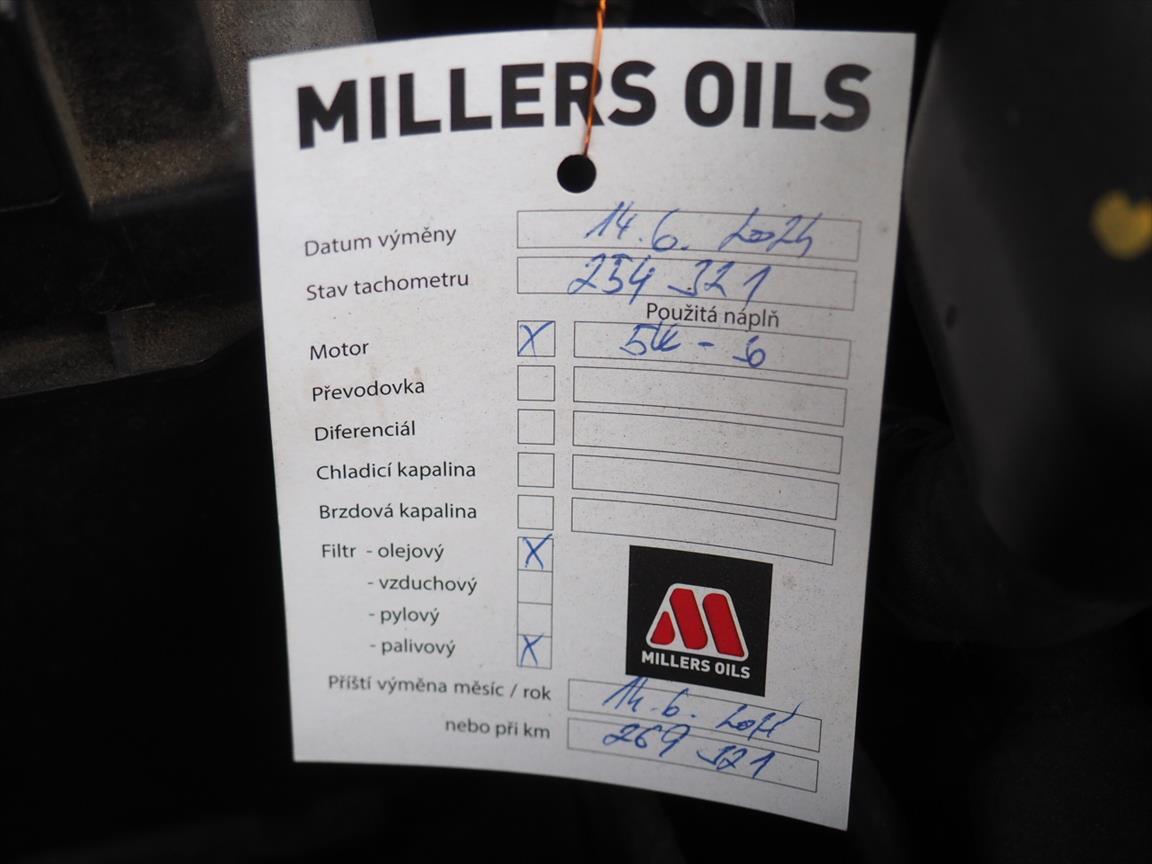 MILLERS OILS
Datum výměny 14.6. 2024
Stav tachometru 254 321
Použitá náplň
Motor X
Převodovka
Diferenciál
Chladicí kapalina
Brzdová kapalina
Filtr - olejový X
- vzduchový
- pylový
- palivový X
MILLERS OILS
Příští výměna měsíc / rok 14.6.
nebo při km 269 321